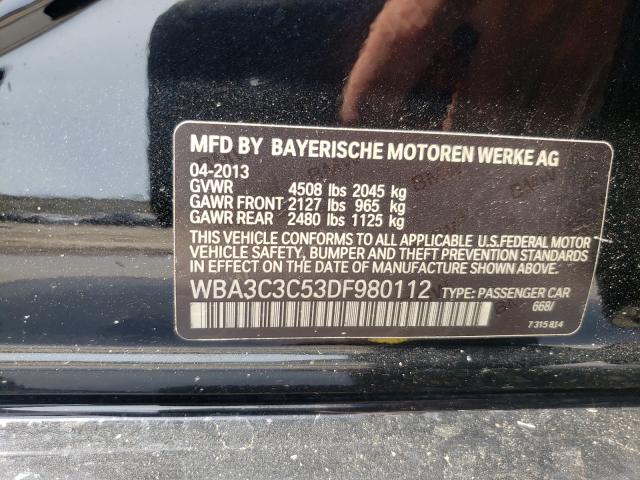 MFD BY BAYERISCHE MOTOREN WERKE AG
04-2013
GVWR 4508 lbs 2045 kg
GAWR FRONT 2127 lbs 965 kg
GAWR REAR 2480 lbs 1125 kg
THIS VEHICLE CONFORMS TO ALL APPLICABLE U.S.FEDERAL MOTOR
VEHICLE SAFETY, BUMPER AND THEFT PREVENTION STANDARDS
IN EFFECT ON THE DATE OF MANUFACTURE SHOWN ABOVE.
WBA3C3C53DF980112 TYPE: PASSENGER CAR
668/
7315814